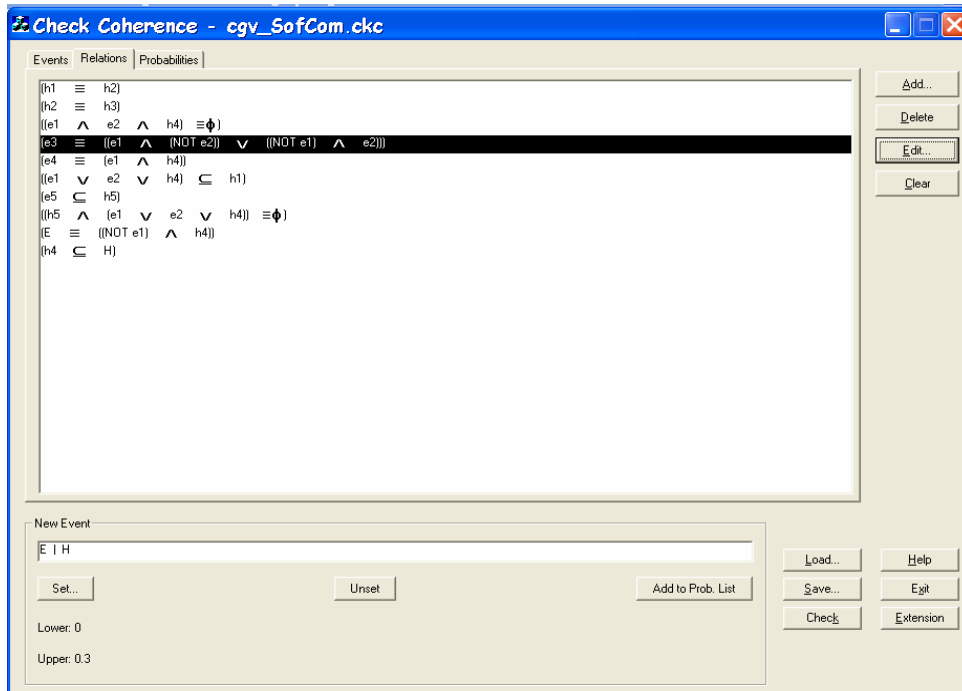 Check Coherence - cgv_SofCom.ckc
Events Relations Probabilities
(h1 ≡ h2)
(h2 ≡ h3)
((e1 ∧ e2 ∧ h4) ≡ϕ)
(e3 ≡ ((e1 ∧ (NOT e2)) ∨ ((NOT e1) ∧ e2)))
(e4 ≡ (e1 ∧ h4))
((e1 ∨ e2 ∨ h4) ⊆ h1)
(e5 ⊆ h5)
((h5 ∧ (e1 ∨ e2 ∨ h4)) ≡ϕ)
(E ≡ ((NOT e1) ∧ h4))
(h4 ⊆ H)
Add...
Delete
Edit...
Clear
New Event
E | H
Set... Unset Add to Prob. List
Lower: 0
Upper: 0.3
Load... Help
Save... Exit
Check Extension